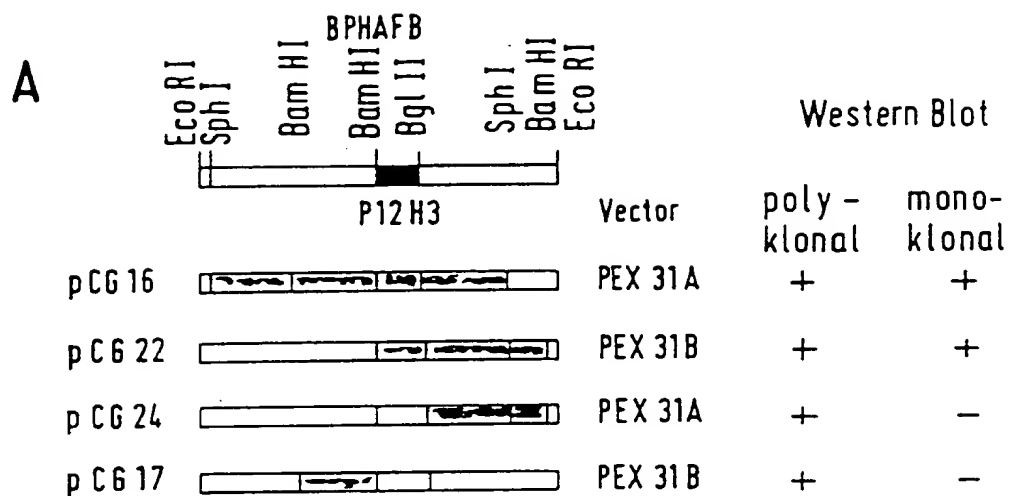 A
BPHAFB
Eco RI
Sph I
Bam HI
Bam HI
Bgl II
Sph I
Bam HI
Eco RI
Western Blot
P12 H3
Vector
poly-
klonal
mono-
klonal
pCG 16 PEX 31A + +
pCG 22 PEX 31B + +
pCG 24 PEX 31A + −
pCG 17 PEX 31B + −